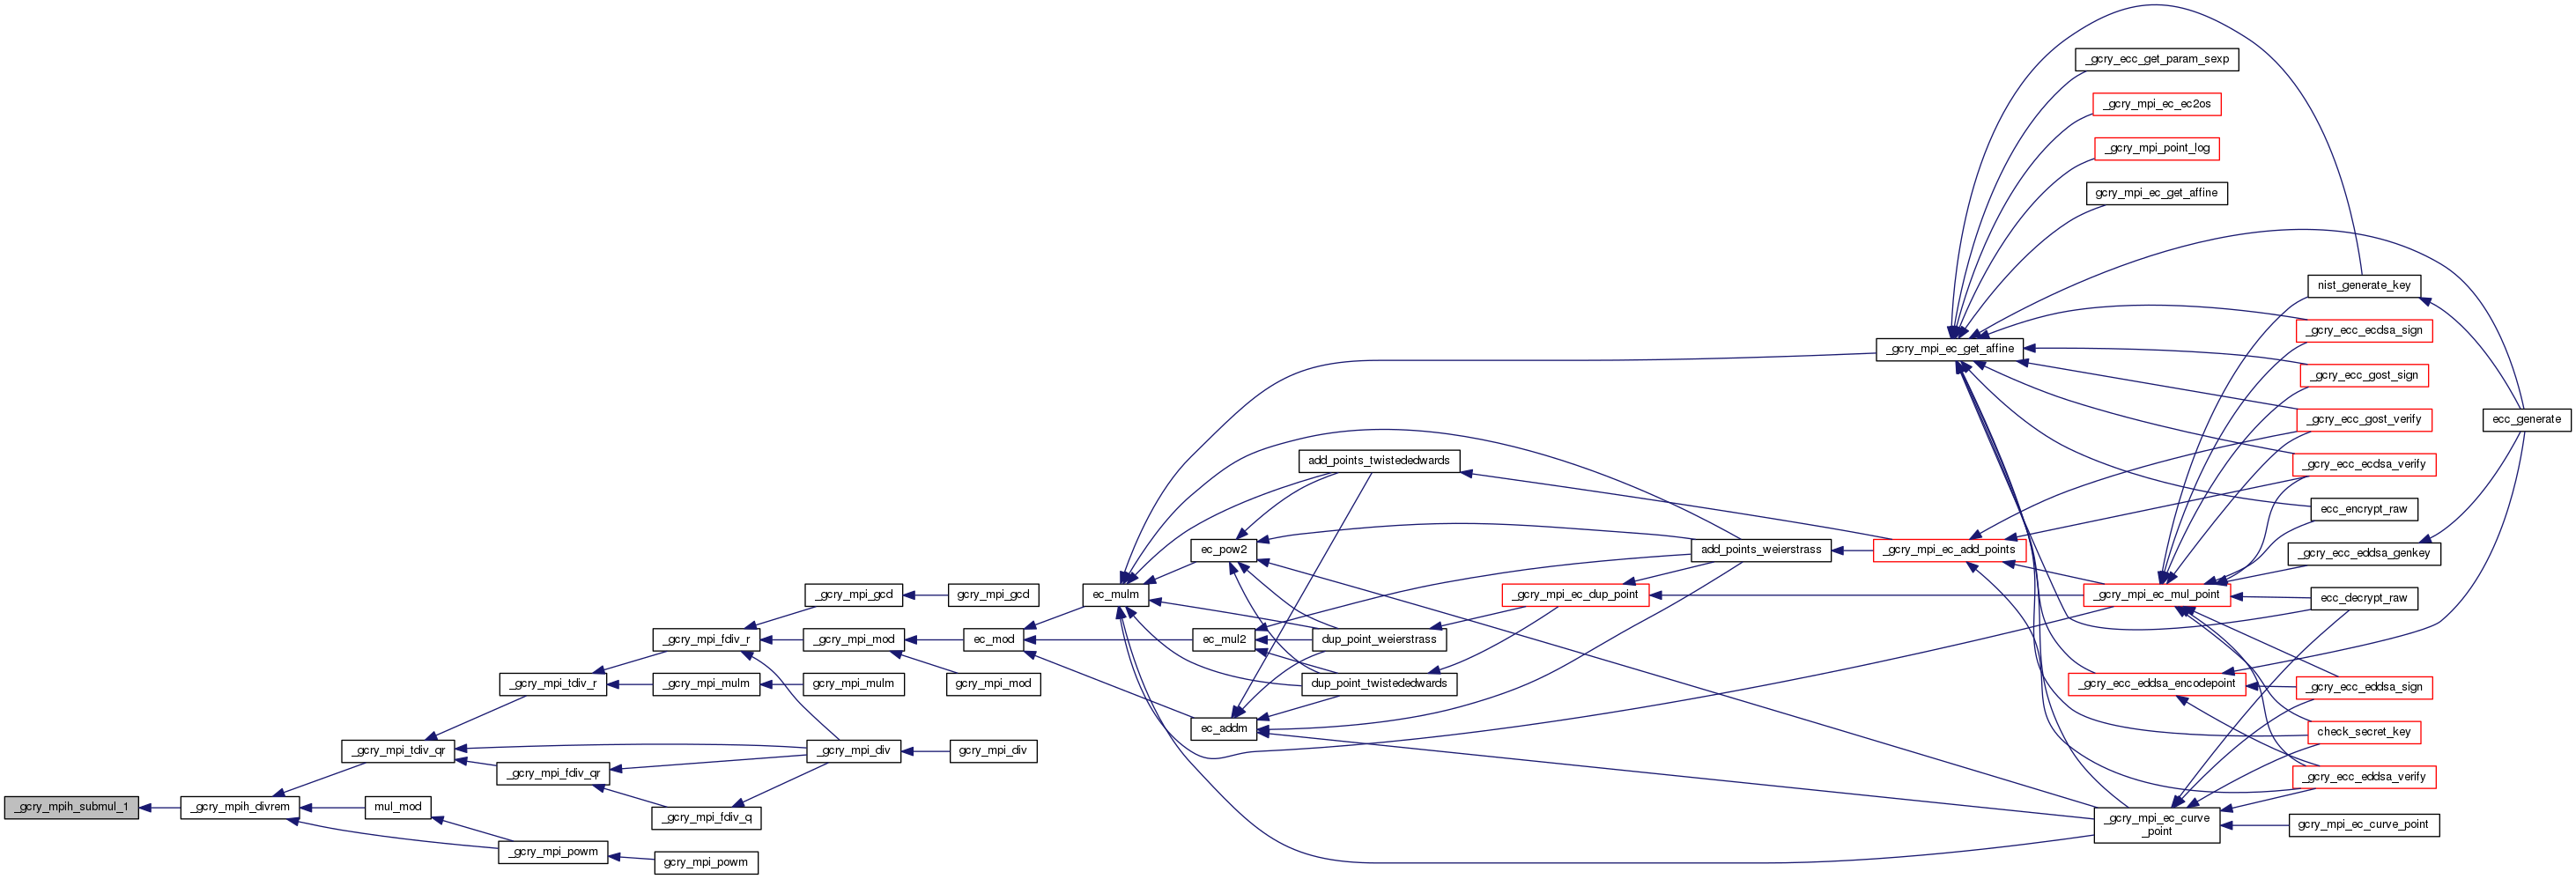 _gcry_ecc_get_param_sexp
_gcry_mpi_ec_ec2os
_gcry_mpi_point_log
gcry_mpi_ec_get_affine
nist_generate_key
_gcry_ecc_ecdsa_sign
_gcry_mpi_ec_get_affine
_gcry_ecc_gost_sign
_gcry_ecc_gost_verify
ecc_generate
add_points_twistededwards
_gcry_ecc_ecdsa_verify
ecc_encrypt_raw
ec_pow2
add_points_weierstrass
_gcry_mpi_ec_add_points
_gcry_ecc_eddsa_genkey
_gcry_mpi_gcd
gcry_mpi_gcd
ec_mulm
_gcry_mpi_ec_dup_point
_gcry_mpi_ec_mul_point
ecc_decrypt_raw
_gcry_mpi_fdiv_r
_gcry_mpi_mod
ec_mod
ec_mul2
dup_point_weierstrass
_gcry_mpi_tdiv_r
_gcry_mpi_mulm
gcry_mpi_mulm
gcry_mpi_mod
dup_point_twistededwards
_gcry_ecc_eddsa_encodepoint
_gcry_ecc_eddsa_sign
ec_addm
check_secret_key
_gcry_mpi_tdiv_qr
_gcry_mpi_div
gcry_mpi_div
_gcry_mpi_fdiv_qr
_gcry_ecc_eddsa_verify
_gcry_mpih_submul_1
_gcry_mpih_divrem
mul_mod
_gcry_mpi_fdiv_q
_gcry_mpi_ec_curve
_point
gcry_mpi_ec_curve_point
_gcry_mpi_powm
gcry_mpi_powm